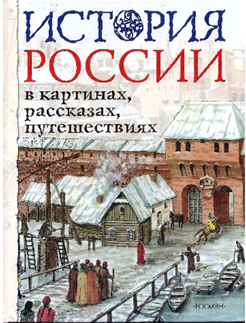 ИСТОРИЯ
РОССИИ
в картинах,
рассказах,
путешествиях
·РОСМЭН·